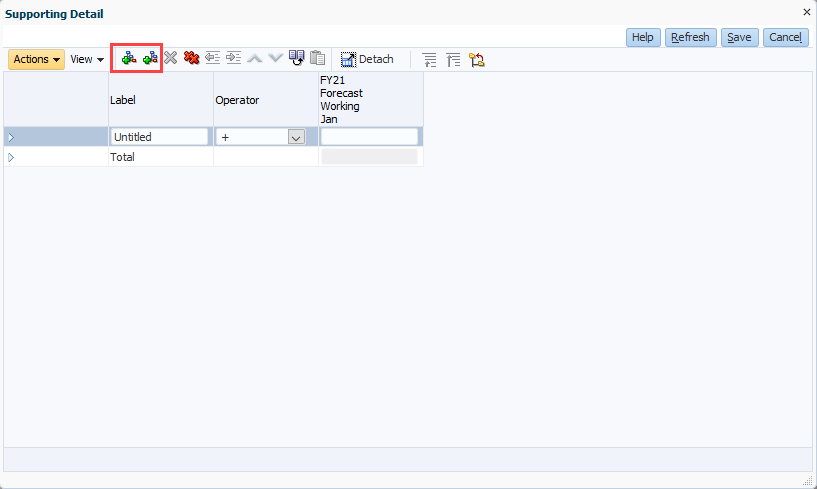 Supporting Detail
Help Refresh Save Cancel
Actions View Detach
Label Operator FY21
Forecast
Working
Jan
Untitled +
Total